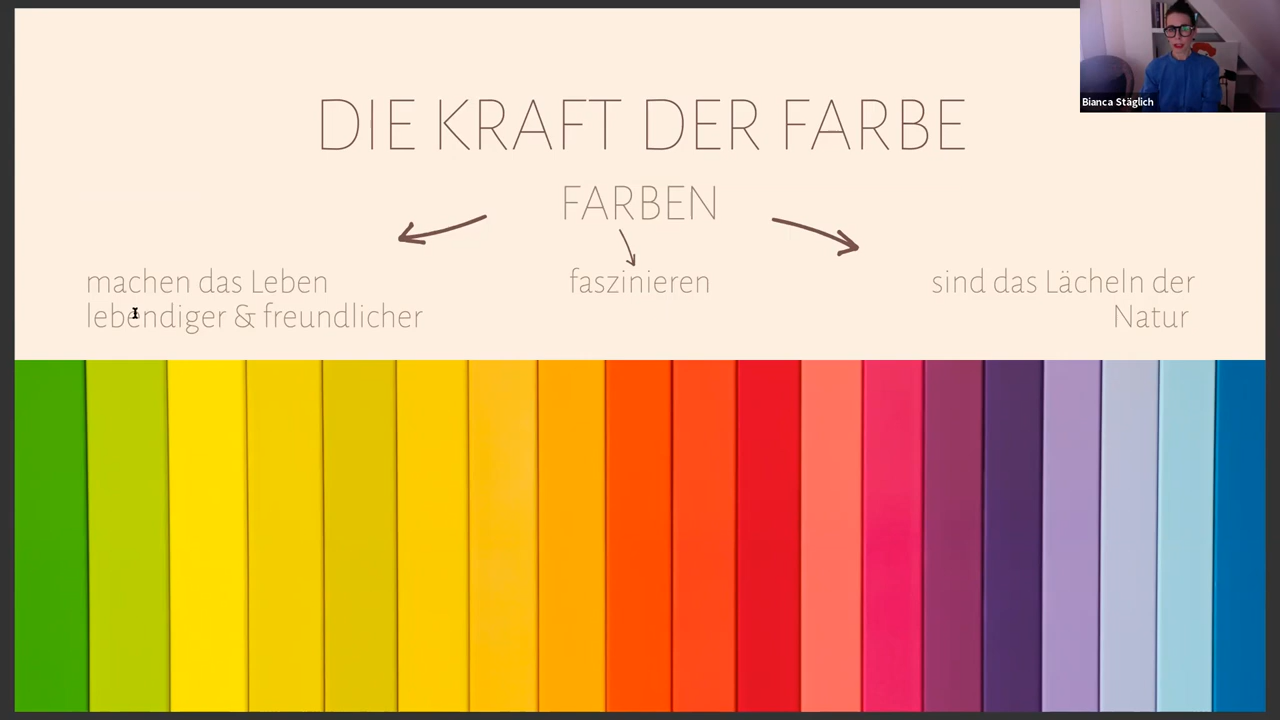 DIE KRAFT DER FARBE
FARBEN
machen das Leben
lebendiger & freundlicher
faszinieren
sind das Lächeln der
Natur
Bianca Stäglich